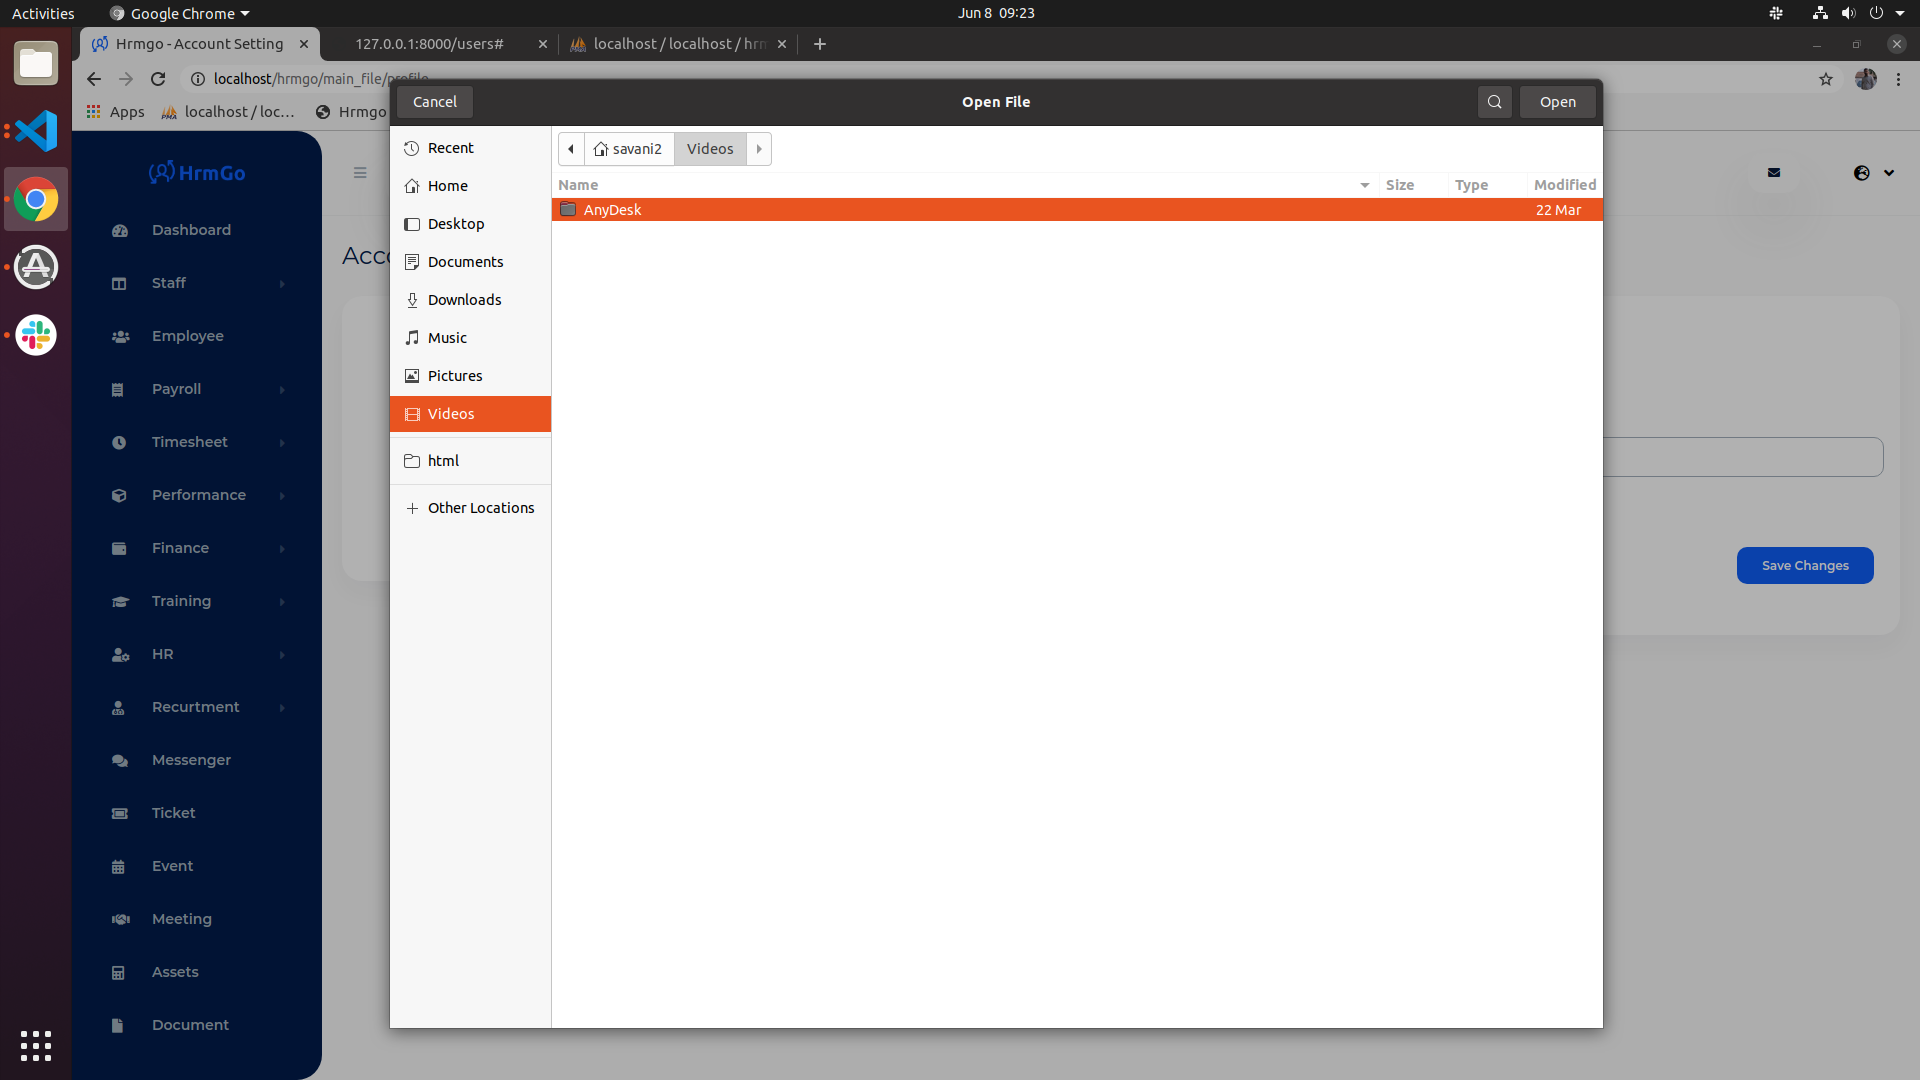 Activities
Google Chrome
Jun 8 09:23
Hrmgo - Account Setting
127.0.0.1:8000/users#
localhost / localhost / hrm
localhost/hrmgo/main_file/profile
Apps
localhost / loc...
Hrmgo
Cancel
Open File
Open
Recent
Home
Desktop
Documents
Downloads
Music
Pictures
Videos
html
Other Locations
savani2
Videos
Name
Size
Type
Modified
AnyDesk
22 Mar
HrmGo
Dashboard
Staff
Employee
Payroll
Timesheet
Performance
Finance
Training
HR
Recurtment
Messenger
Ticket
Event
Meeting
Assets
Document
Acco
Save Changes